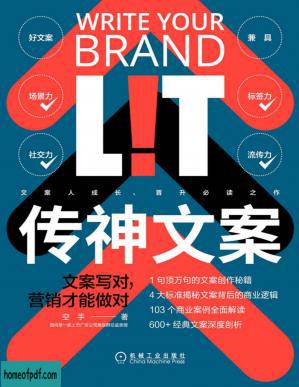 WRITE YOUR
BRAND
L!T
好文案
兼具
场景力
标签力
社交力
流传力
文案人成长、晋升必读之作
传神文案
文案写对,
营销才能做对
空手 著
1句顶万句的文案创作秘籍
4大标准揭秘文案背后的商业逻辑
103个商业案例全面解读
600+经典文案深度剖析
机械工业出版社
China Machine Press
homeofpdf.com
homeofpdf.com